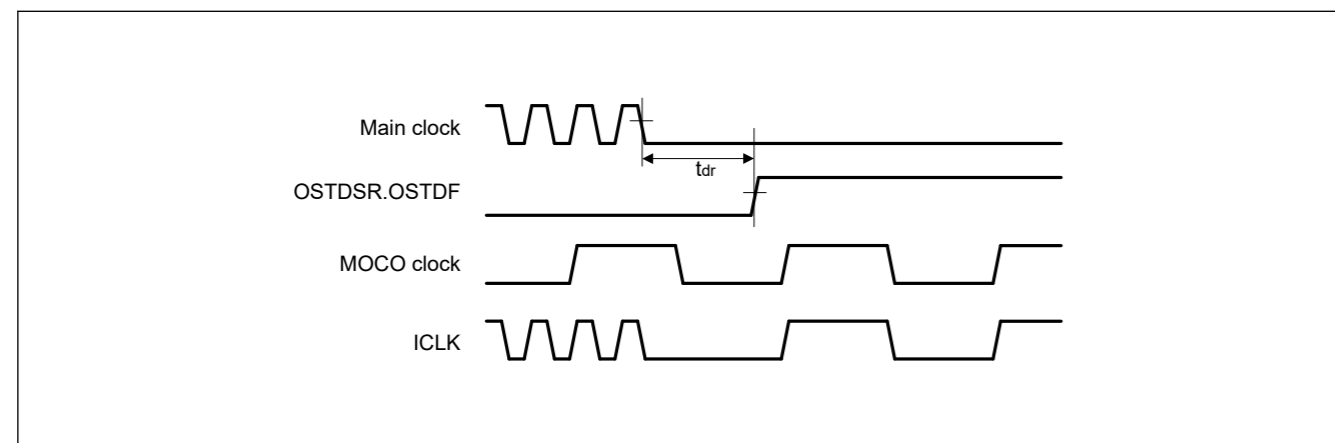 Main clock
tdr
OSTDSR.OSTDF
MOCO clock
ICLK